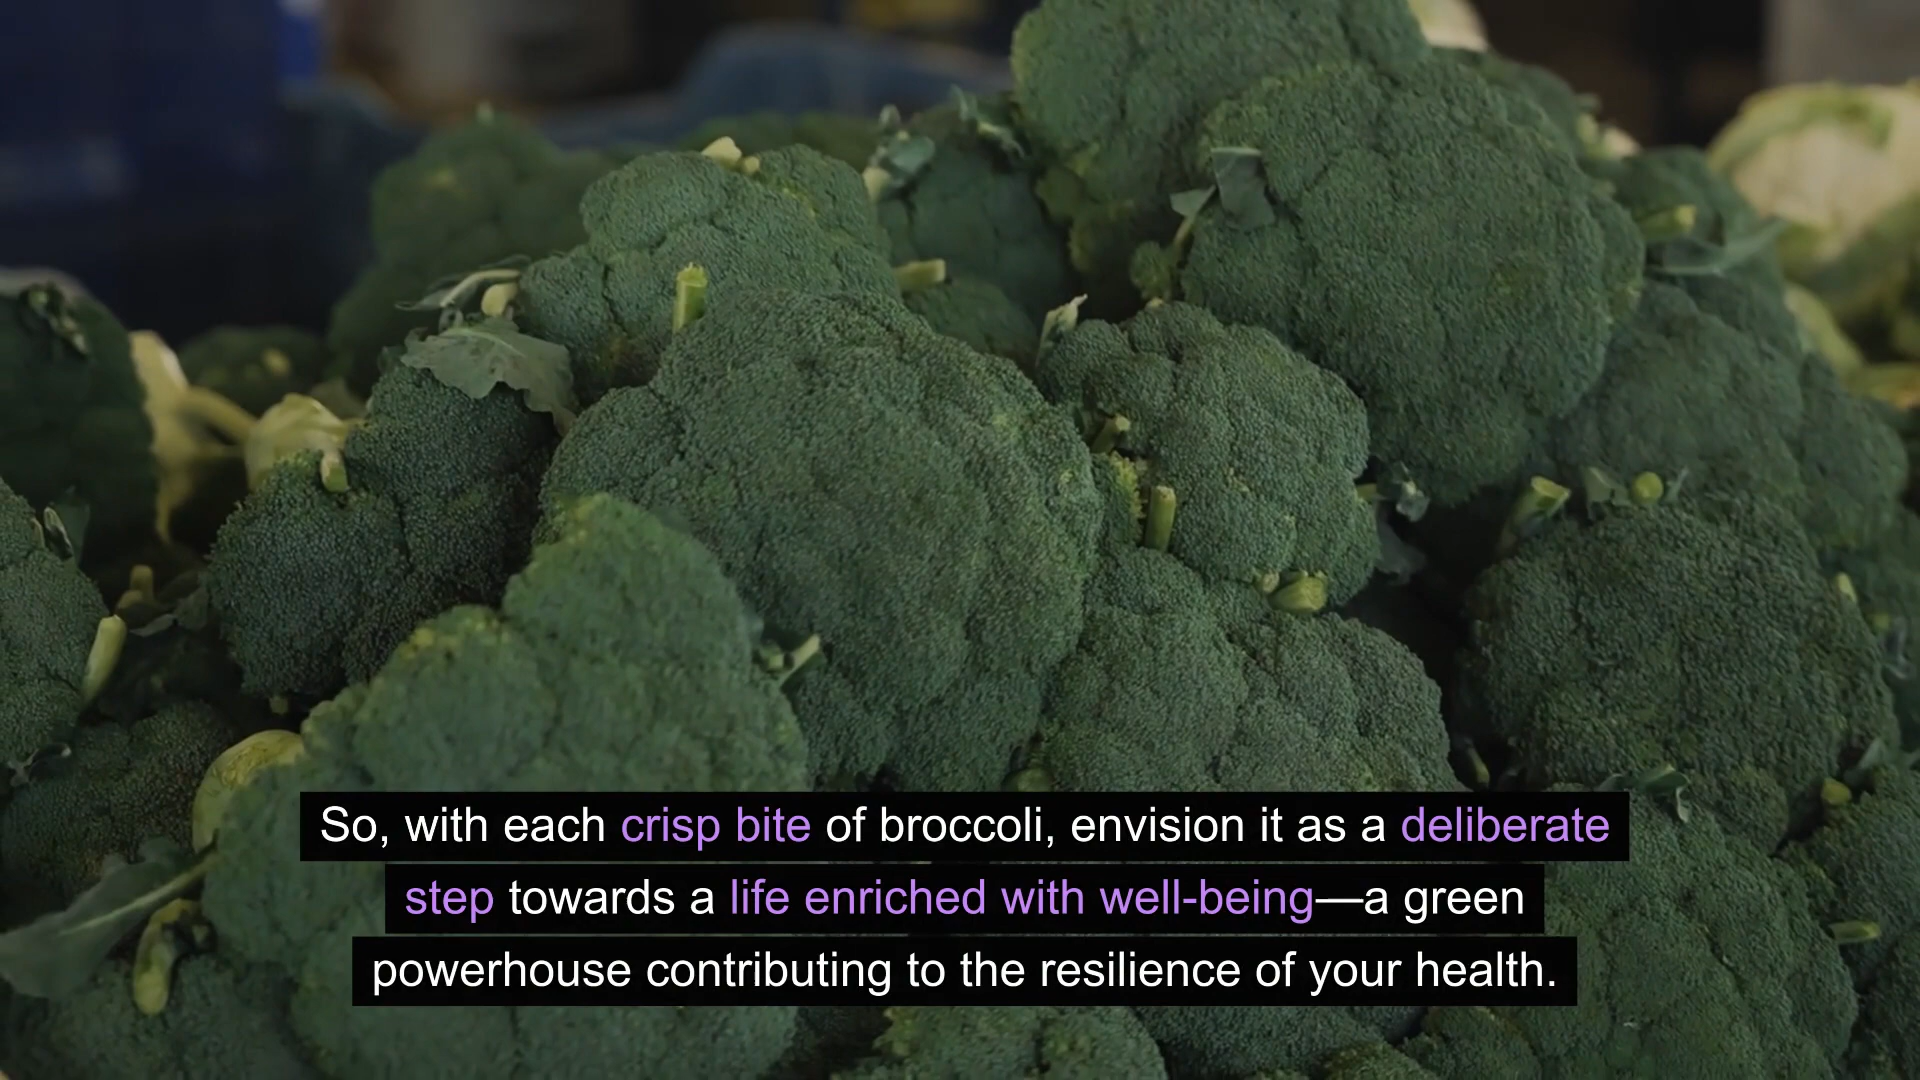 So, with each crisp bite of broccoli, envision it as a deliberate
step towards a life enriched with well-being—a green
powerhouse contributing to the resilience of your health.